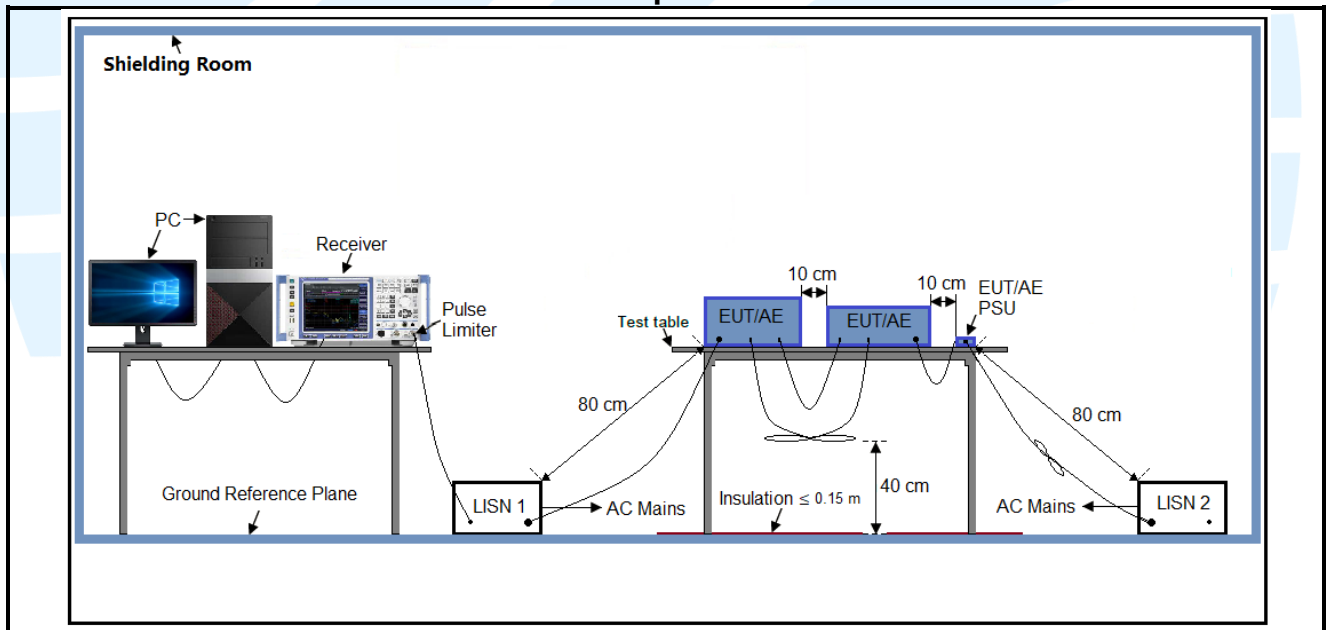 Shielding Room
PC
Receiver
Pulse
Limiter
10 cm
10 cm
EUT/AE
PSU
Test table
EUT/AE
EUT/AE
80 cm
80 cm
40 cm
Ground Reference Plane
LISN 1
AC Mains
Insulation ≤ 0.15 m
AC Mains
LISN 2